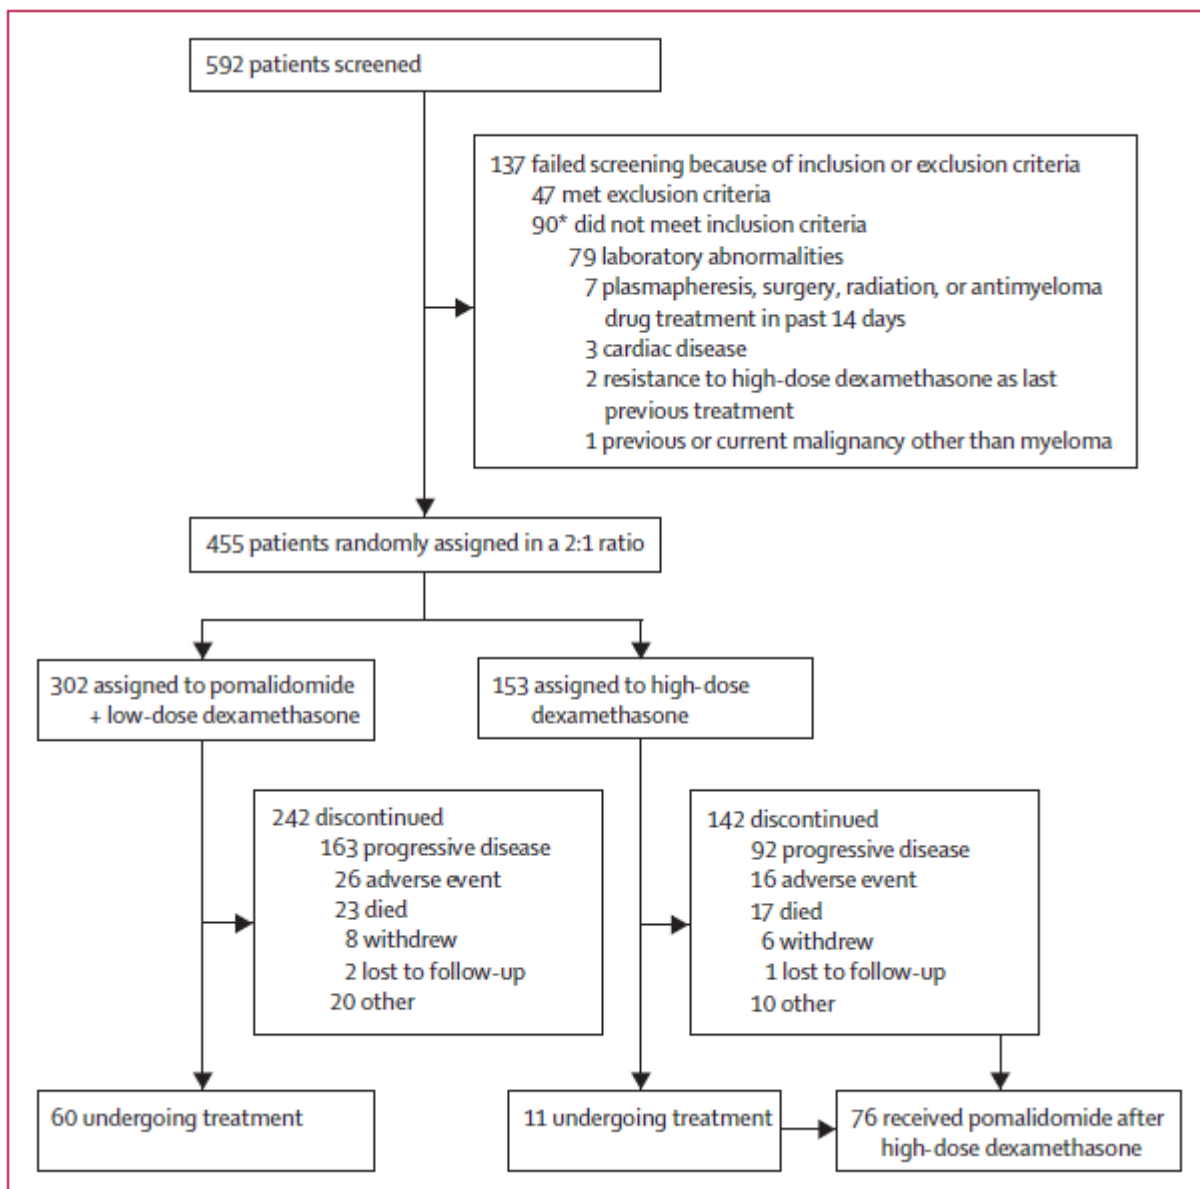 592 patients screened
137 failed screening because of inclusion or exclusion criteria
47 met exclusion criteria
90* did not meet inclusion criteria
79 laboratory abnormalities
7 plasmapheresis, surgery, radiation, or antimyeloma
drug treatment in past 14 days
3 cardiac disease
2 resistance to high-dose dexamethasone as last
previous treatment
1 previous or current malignancy other than myeloma
455 patients randomly assigned in a 2:1 ratio
302 assigned to pomalidomide
+ low-dose dexamethasone
153 assigned to high-dose
dexamethasone
242 discontinued
163 progressive disease
26 adverse event
23 died
8 withdrew
2 lost to follow-up
20 other
142 discontinued
92 progressive disease
16 adverse event
17 died
6 withdrew
1 lost to follow-up
10 other
60 undergoing treatment
11 undergoing treatment
76 received pomalidomide after
high-dose dexamethasone